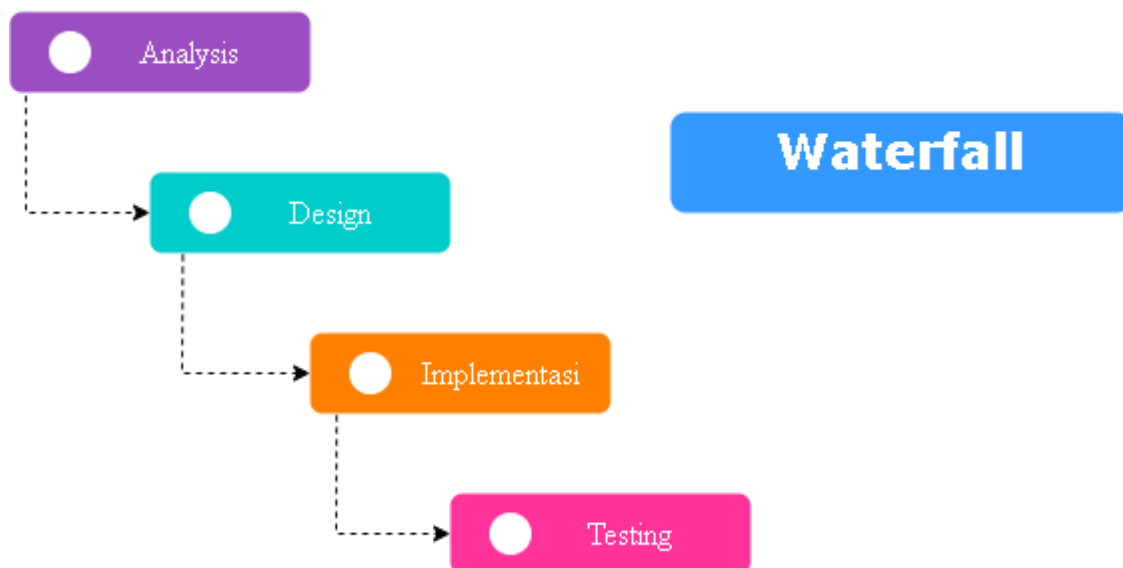 Analysis
Waterfall
Design
Implementasi
Testing